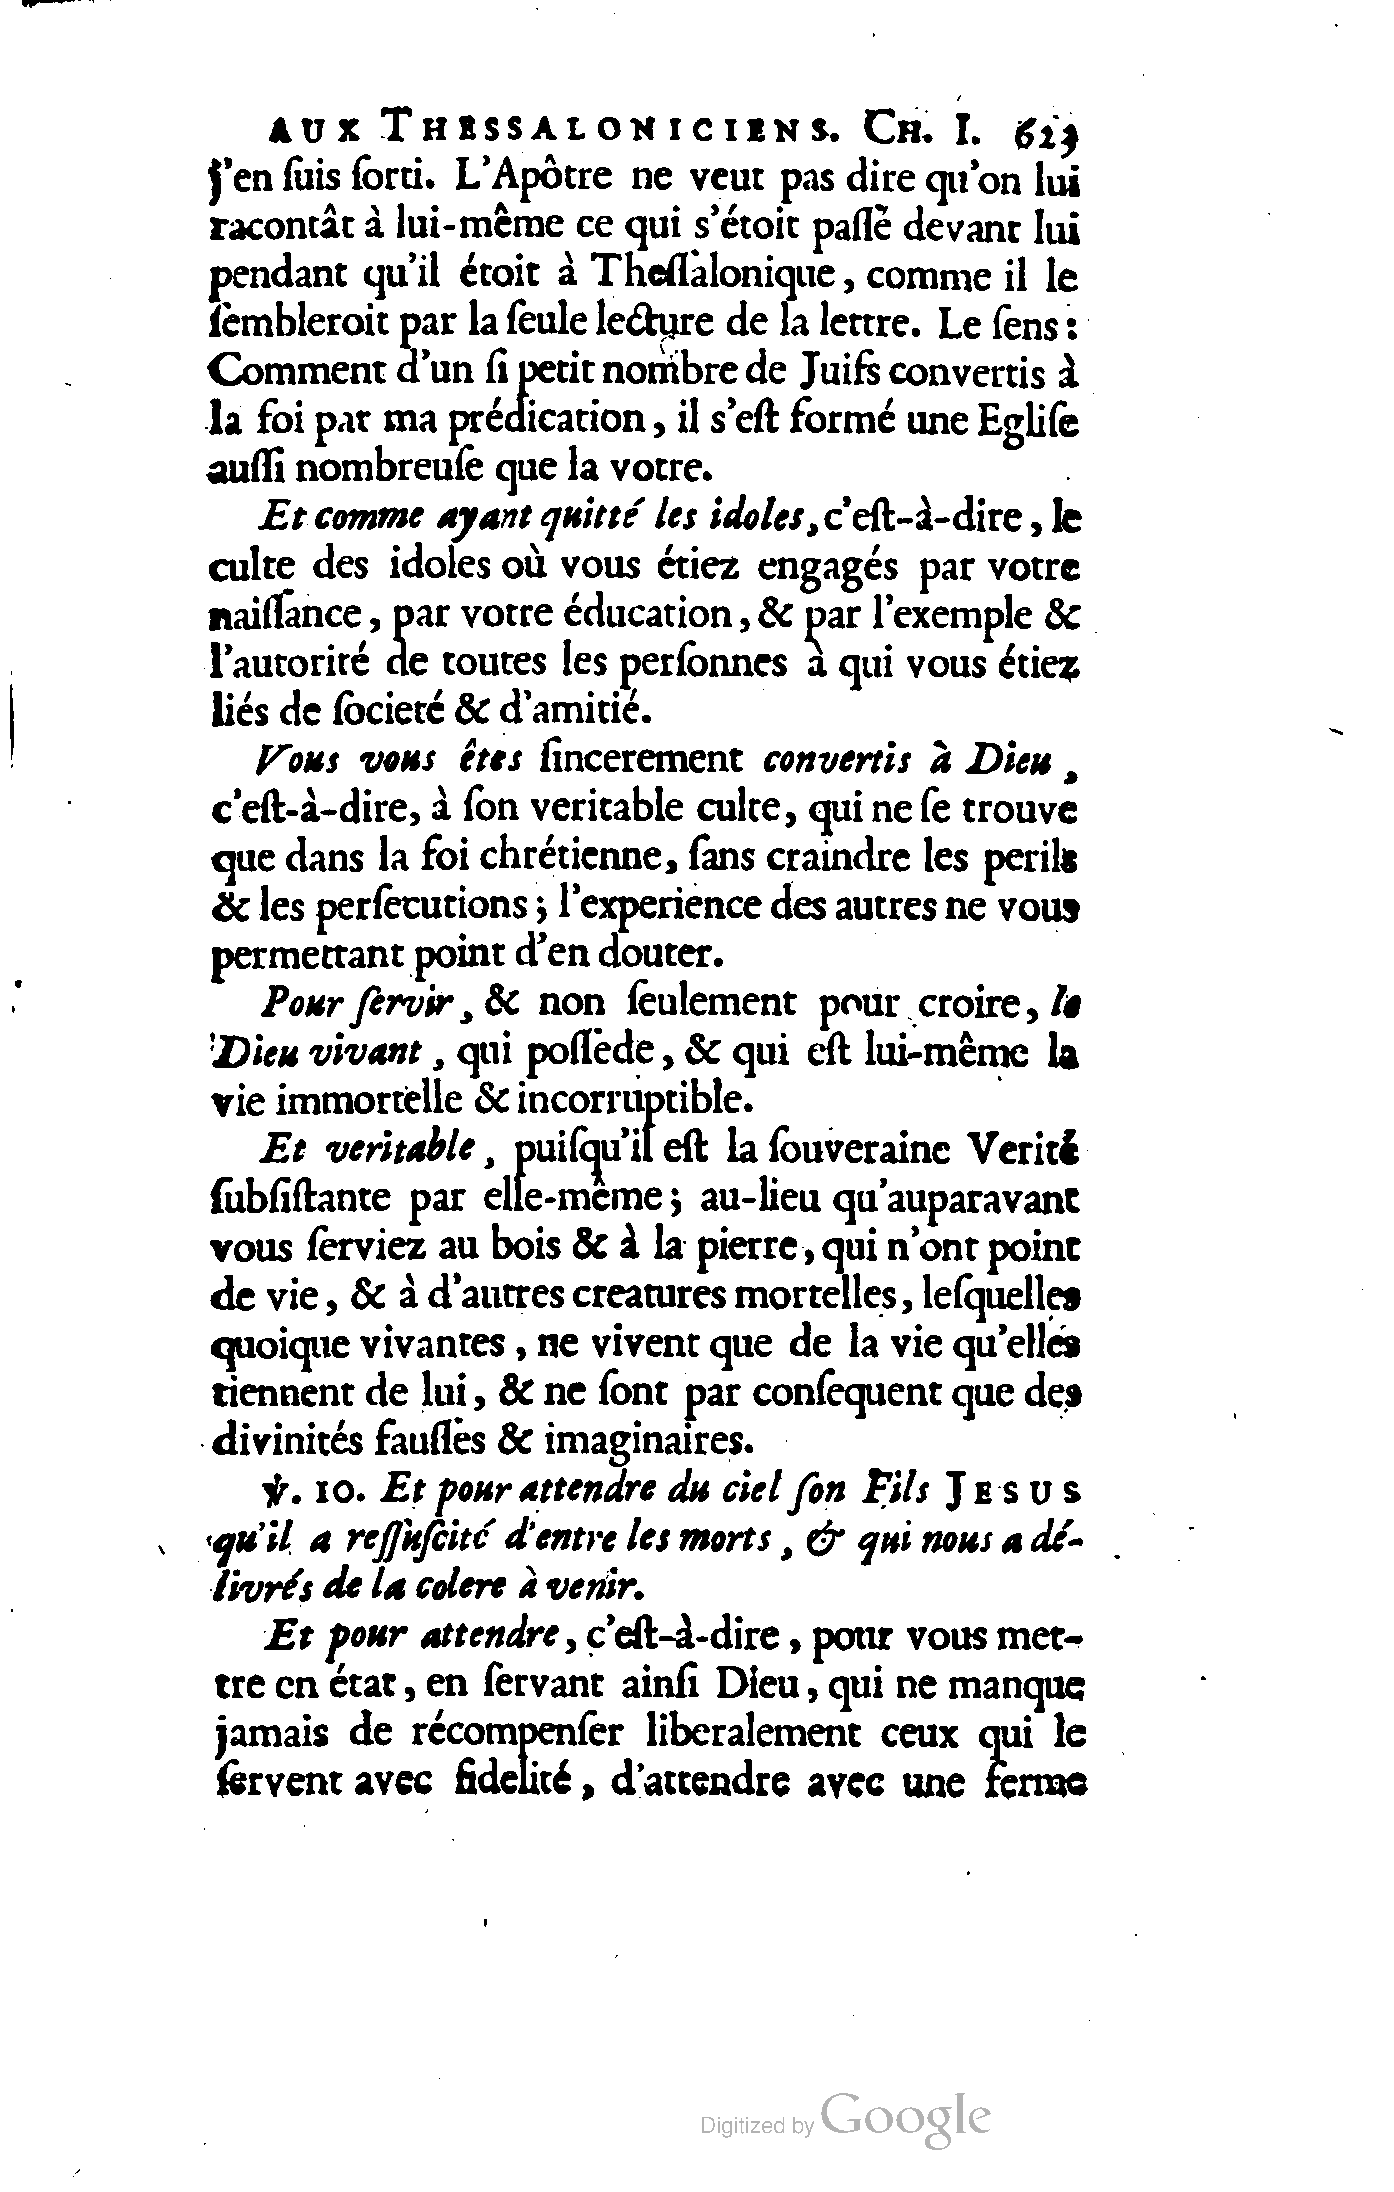 AUX THESSALONICIENS. CH. I. 623
j'en ſuis ſorti. L'Apôtre ne veut pas dire qu'on lui
racontât à lui-même ce qui s'étoit paſſé devant lui
pendant qu'il étoit à Theſſalonique, comme il le
ſembleroit par la ſeule lecture de la lettre. Le ſens :
Comment d'un ſi petit nombre de Juifs convertis à
la foi par ma prédication, il s'eſt formé une Egliſe
auſſi nombreuſe que la votre.
Et comme ayant quitté les idoles, c'eſt-à-dire, le
culte des idoles où vous étiez engagés par votre
naiſſance, par votre éducation, & par l'exemple &
l'autorité de toutes les perſonnes à qui vous étiez
liés de ſocieté & d'amitié.
Vous vous êtes ſincerement convertis à Dieu,
c'eſt-à-dire, à ſon veritable culte, qui ne ſe trouve
que dans la foi chrétienne, ſans craindre les perils
& les perſecutions ; l'experience des autres ne vous
permettant point d'en douter.
Pour ſervir, & non ſeulement pour croire, le
Dieu vivant, qui poſſede, & qui eſt lui-même la
vie immortelle & incorruptible.
Et veritable, puiſqu'il eſt la ſouveraine Verité
ſubſiſtante par elle-même ; au-lieu qu'auparavant
vous ſerviez au bois & à la pierre, qui n'ont point
de vie, & à d'autres creatures mortelles, leſquelles
quoique vivantes, ne vivent que de la vie qu'elles
tiennent de lui, & ne ſont par conſequent que des
divinités fauſſes & imaginaires.
℣. 10. Et pour attendre du ciel ſon Fils JESUS
qu'il a reſſuſcité d'entre les morts, & qui nous a dé-
livrés de la colere à venir.
Et pour attendre, c'eſt-à-dire, pour vous met-
tre en état, en ſervant ainſi Dieu, qui ne manque
jamais de récompenſer liberalement ceux qui le
ſervent avec fidelité, d'attendre avec une ferme
Digitized by Google